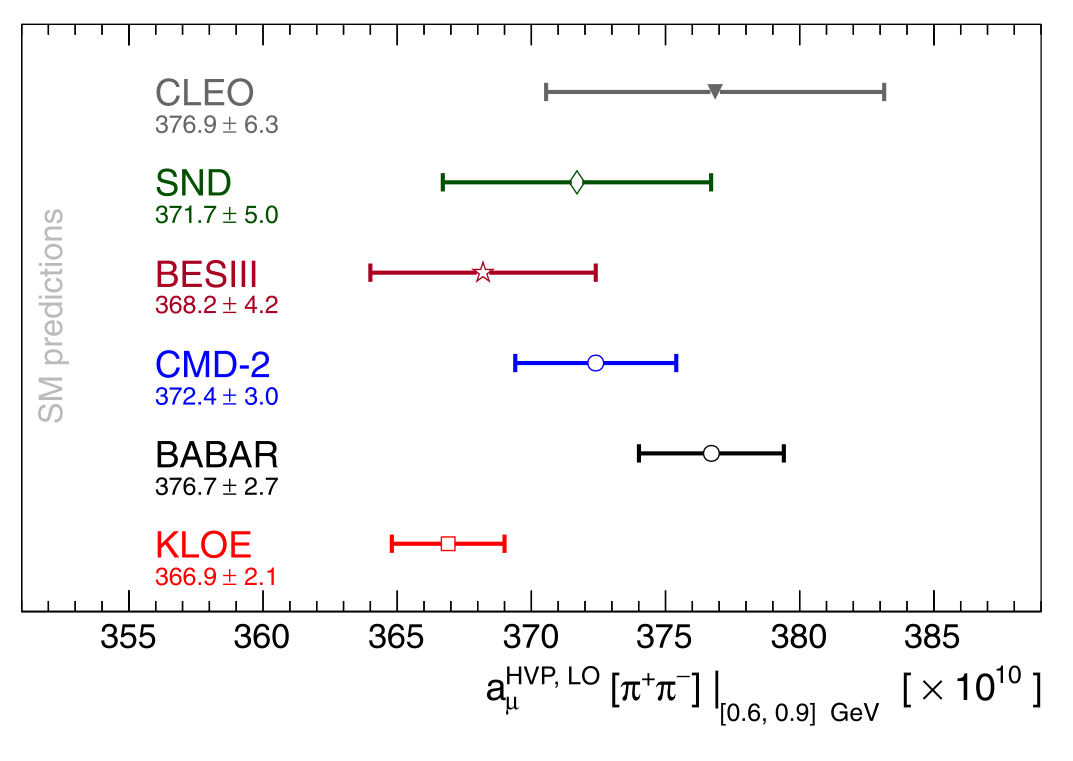 CLEO
376.9 ± 6.3
SND
371.7 ± 5.0
BESIII
368.2 ± 4.2
CMD-2
372.4 ± 3.0
BABAR
376.7 ± 2.7
KLOE
366.9 ± 2.1
SM predictions
355 360 365 370 375 380 385
a_μ^{HVP, LO} [π⁺π⁻] |_{[0.6, 0.9] GeV} [ × 10^{10} ]